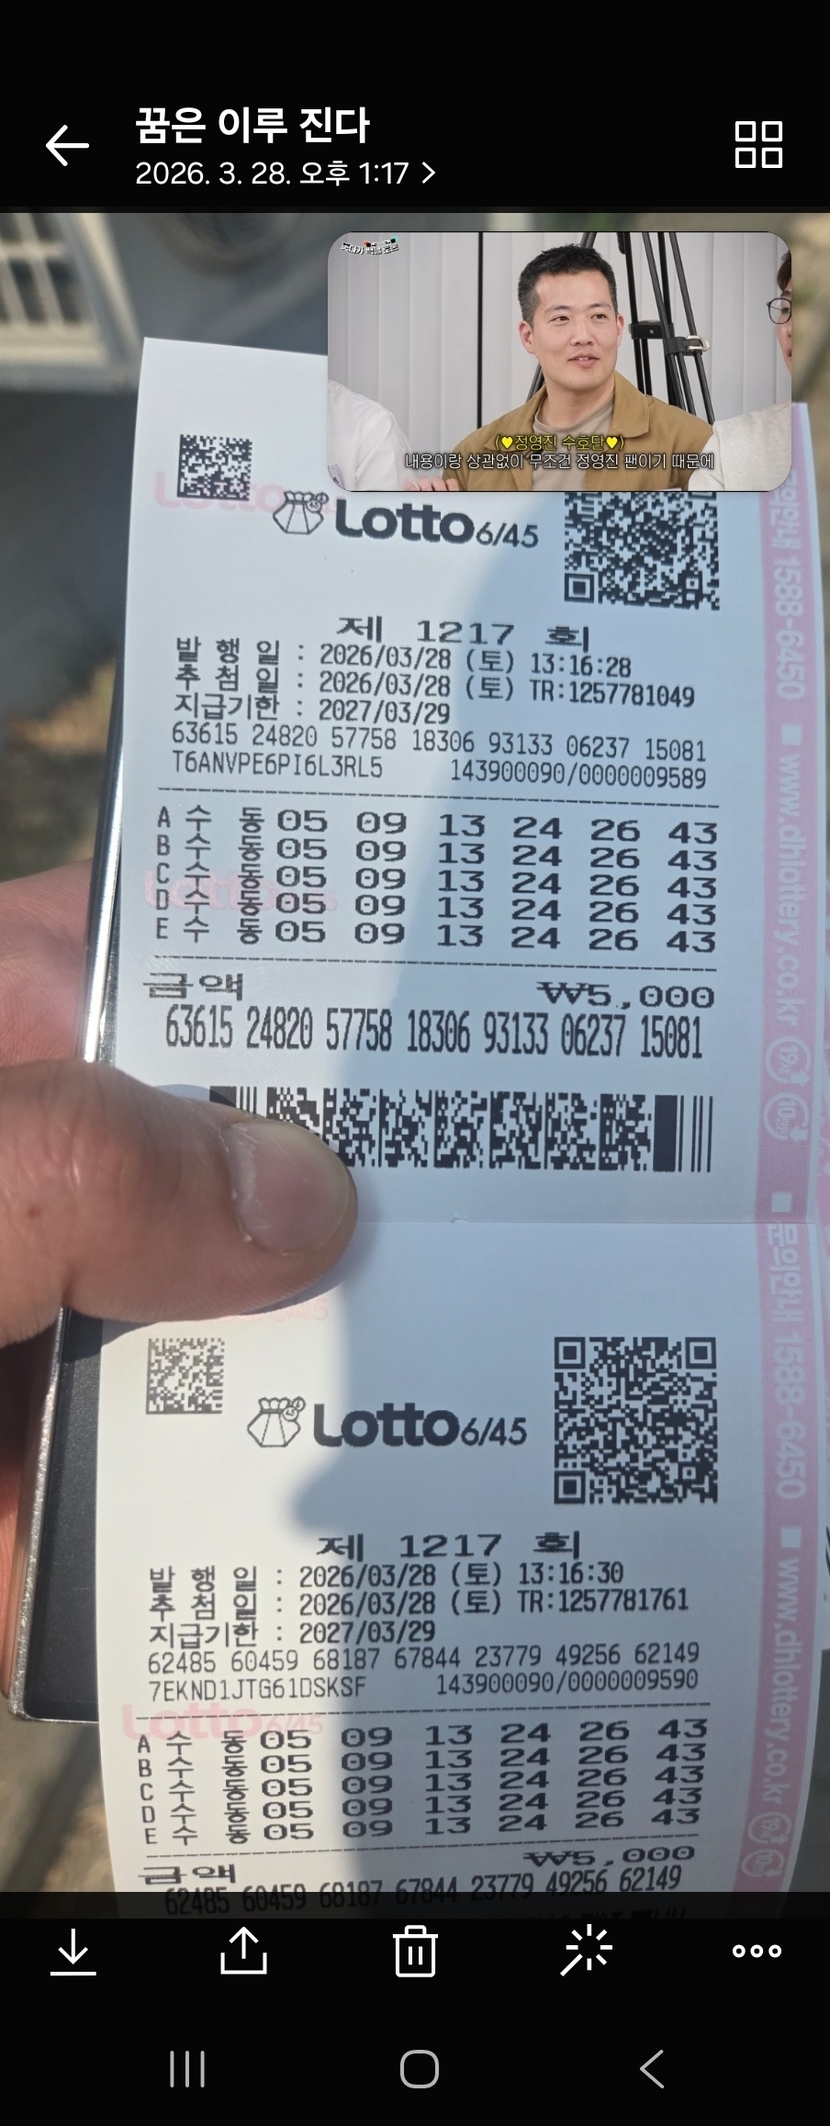 꿈은 이루 진다
2026. 3. 28. 오후 1:17
(♥정영진 수호단♥)
내용이랑 상관없이 무조건 정영진 팬이기 때문에
Lotto 6/45
제 1217 회
발 행 일 : 2026/03/28 (토) 13:16:28
추 첨 일 : 2026/03/28 (토) TR:1257781049
지급기한 : 2027/03/29
63615 24820 57758 18306 93133 06237 15081
T6ANVPE6PI6L3RL5 143900090/0000009589
A 수 동 05 09 13 24 26 43
B 수 동 05 09 13 24 26 43
C 수 동 05 09 13 24 26 43
D 수 동 05 09 13 24 26 43
E 수 동 05 09 13 24 26 43
금액 ₩5,000
63615 24820 57758 18306 93133 06237 15081
Lotto 6/45
제 1217 회
발 행 일 : 2026/03/28 (토) 13:16:30
추 첨 일 : 2026/03/28 (토) TR:1257781761
지급기한 : 2027/03/29
62485 60459 68187 67844 23779 49256 62149
7EKND1JTG61DSKSF 143900090/0000009590
Lotto 6/45
A 수 동 05 09 13 24 26 43
B 수 동 05 09 13 24 26 43
C 수 동 05 09 13 24 26 43
D 수 동 05 09 13 24 26 43
E 수 동 05 09 13 24 26 43
금액 ₩5,000
62485 60459 68187 67844 23779 49256 62149
1588-6450 ■ www.dhlottery.co.kr
■ 문의안내 1588-6450 ■ www.dhlottery.co.kr